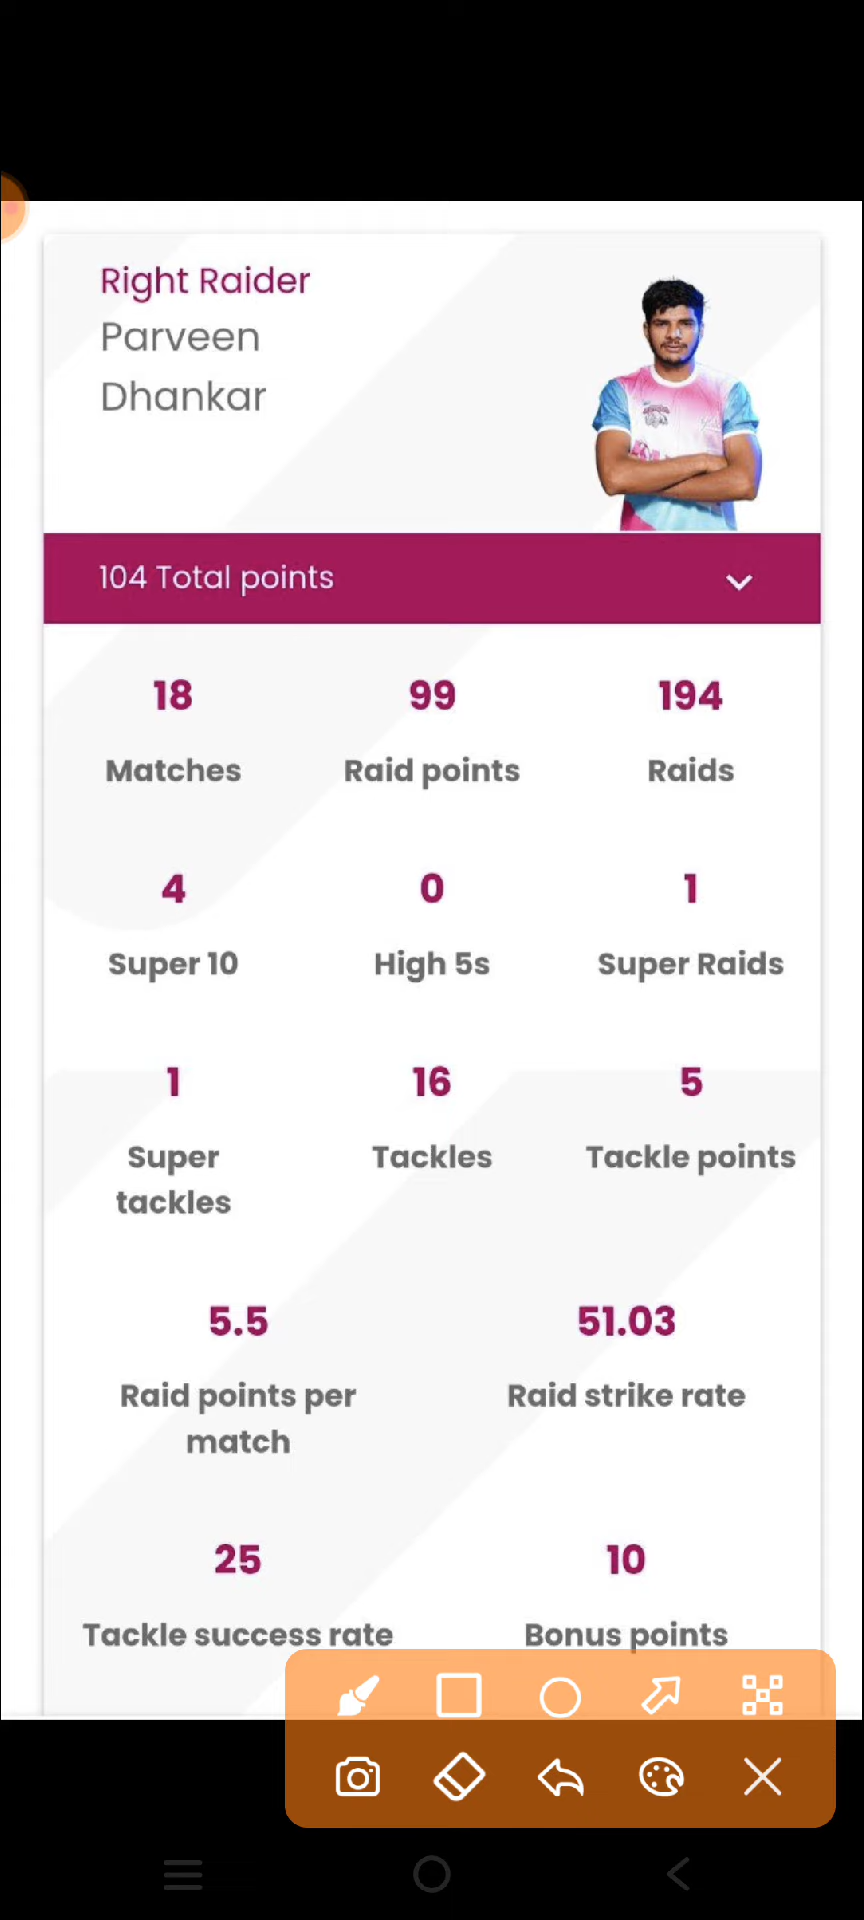 Right Raider
Parveen
Dhankar
104 Total points
18
99
194
Matches
Raid points
Raids
4
0
1
Super 10
High 5s
Super Raids
1
16
5
Super
tackles
Tackles
Tackle points
5.5
51.03
Raid points per
match
Raid strike rate
25
10
Tackle success rate
Bonus points